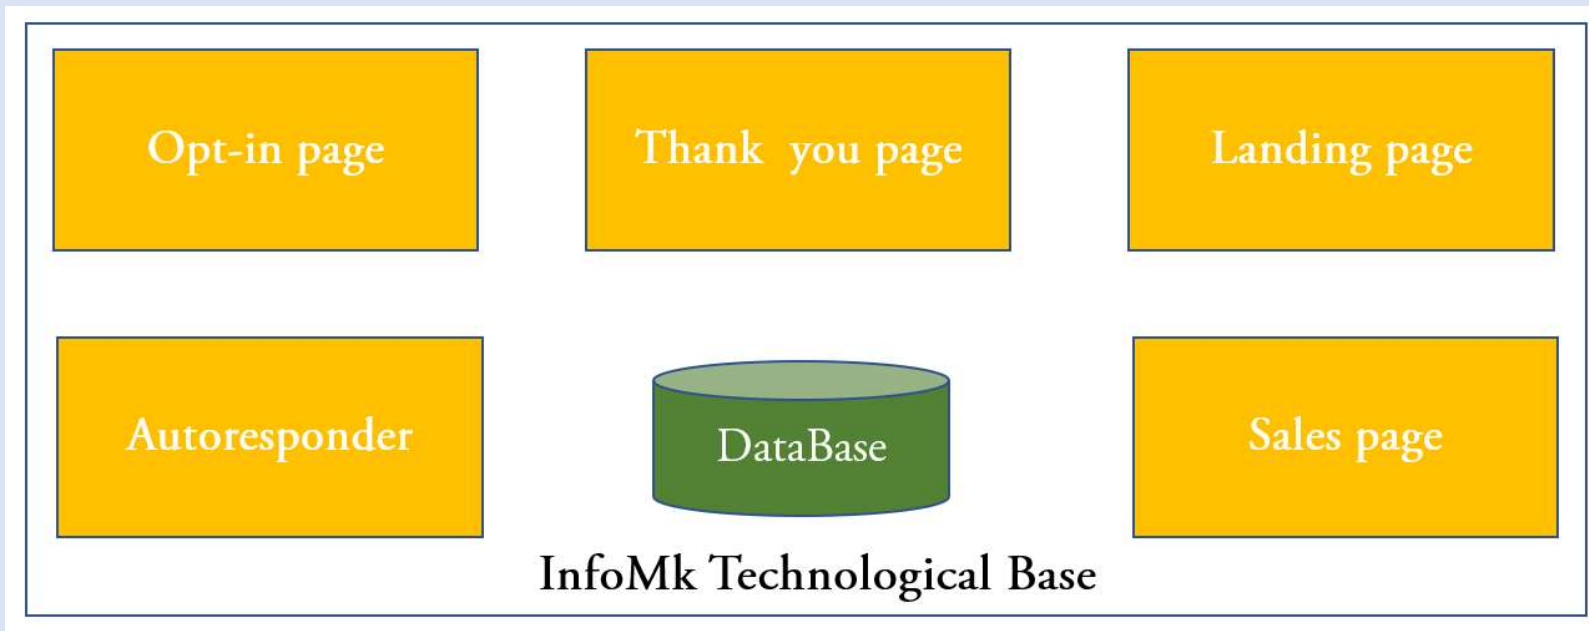 Opt-in page
Thank you page
Landing page
Autoresponder
DataBase
Sales page
InfoMk Technological Base